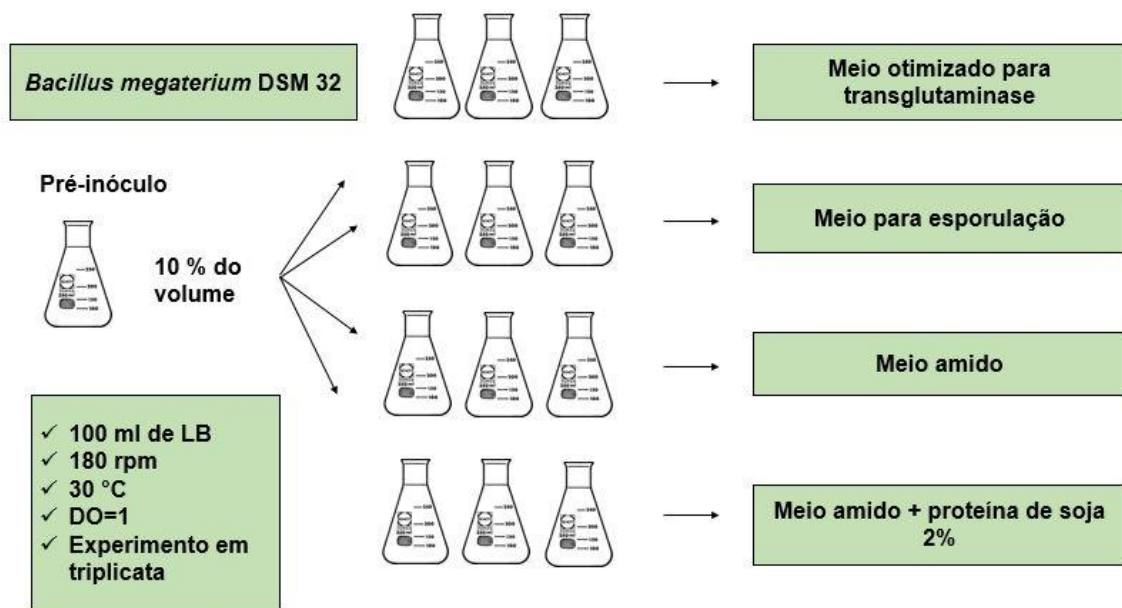 Bacillus megaterium DSM 32
Meio otimizado para
transglutaminase
Pré-inóculo
10 % do
volume
Meio para esporulação
Meio amido
✓ 100 ml de LB
✓ 180 rpm
✓ 30 °C
✓ DO=1
✓ Experimento em
triplicata
Meio amido + proteína de soja
2%